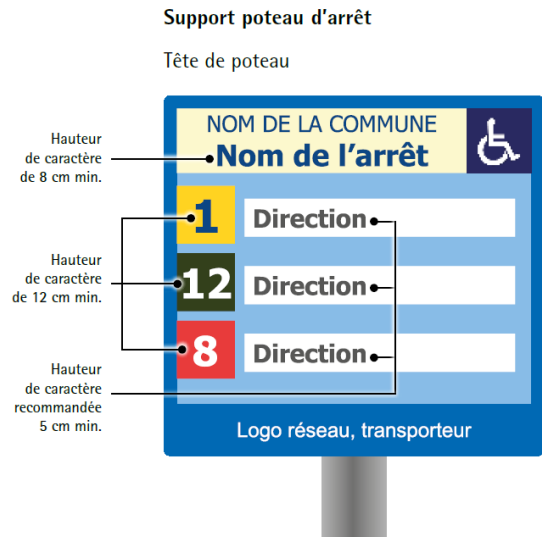 Support poteau d'arrêt
Tête de poteau
NOM DE LA COMMUNE
Nom de l'arrêt
Hauteur
de caractère
de 8 cm min.
1 Direction
Hauteur
de caractère
de 12 cm min.
12 Direction
8 Direction
Hauteur
de caractère
recommandée
5 cm min.
Logo réseau, transporteur